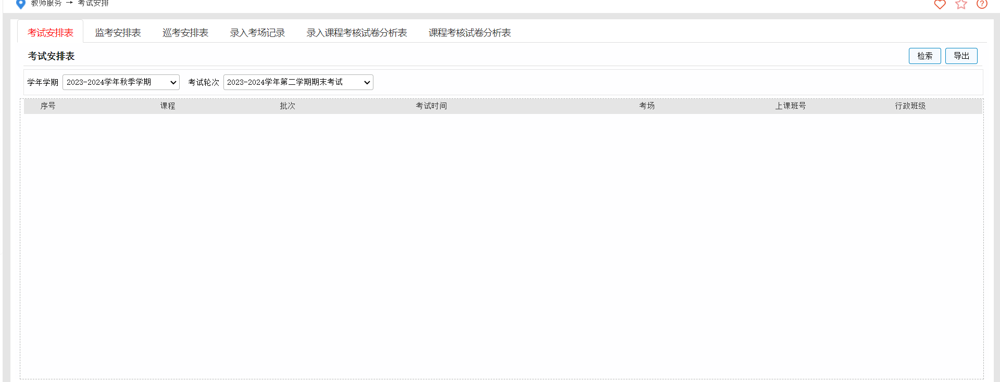 教师服务 → 考试安排
考试安排表 监考安排表 巡考安排表 录入考场记录 录入课程考核试卷分析表 课程考核试卷分析表
考试安排表 检索 导出
学年学期 2023-2024学年秋季学期 考试轮次 2023-2024学年第二学期期末考试
序号 课程 批次 考试时间 考场 上课班号 行政班级